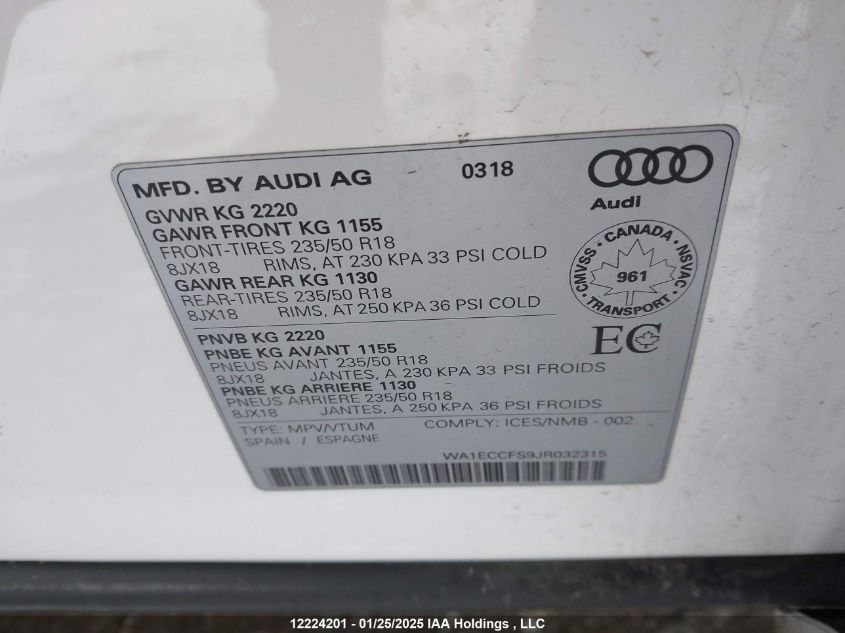 MFD. BY AUDI AG 0318
Audi
GVWR KG 2220
GAWR FRONT KG 1155
FRONT-TIRES 235/50 R18
8JX18 RIMS, AT 230 KPA 33 PSI COLD
GAWR REAR KG 1130
REAR-TIRES 235/50 R18
8JX18 RIMS, AT 250 KPA 36 PSI COLD
CMVSS • CANADA • NSVAC • TRANSPORT •
961
EC
PNVB KG 2220
PNBE KG AVANT 1155
PNEUS AVANT 235/50 R18
8JX18 JANTES, A 230 KPA 33 PSI FROIDS
PNBE KG ARRIERE 1130
PNEUS ARRIERE 235/50 R18
8JX18 JANTES, A 250 KPA 36 PSI FROIDS
TYPE: MPV/VTUM COMPLY: ICES/NMB - 002
SPAIN / ESPAGNE
WA1ECCFS9JR032315
12224201 - 01/25/2025 IAA Holdings , LLC